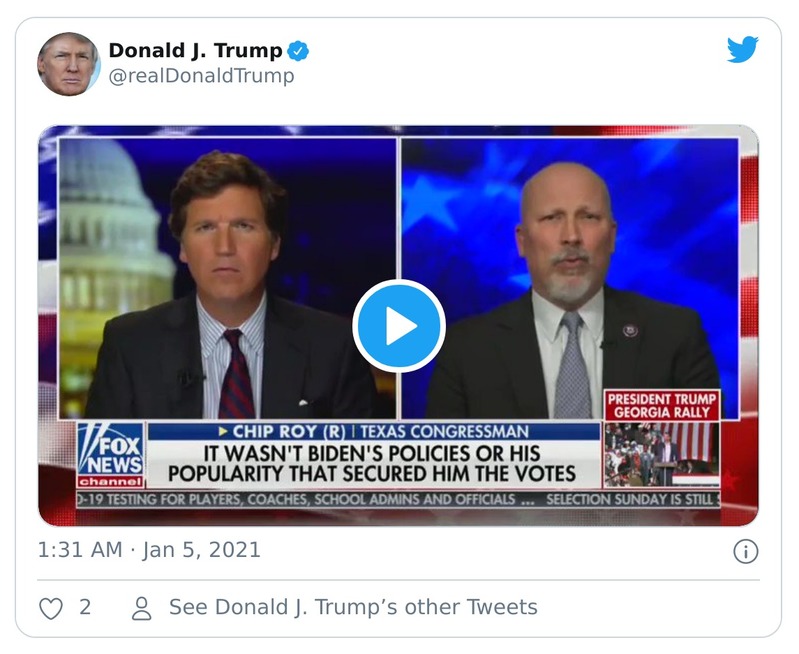 Donald J. Trump
@realDonaldTrump
PRESIDENT TRUMP
GEORGIA RALLY
CHIP ROY (R) | TEXAS CONGRESSMAN
FOX
NEWS
channel
IT WASN'T BIDEN'S POLICIES OR HIS
POPULARITY THAT SECURED HIM THE VOTES
D-19 TESTING FOR PLAYERS, COACHES, SCHOOL ADMINS AND OFFICIALS ... SELECTION SUNDAY IS STILL
1:31 AM · Jan 5, 2021
2
See Donald J. Trump’s other Tweets